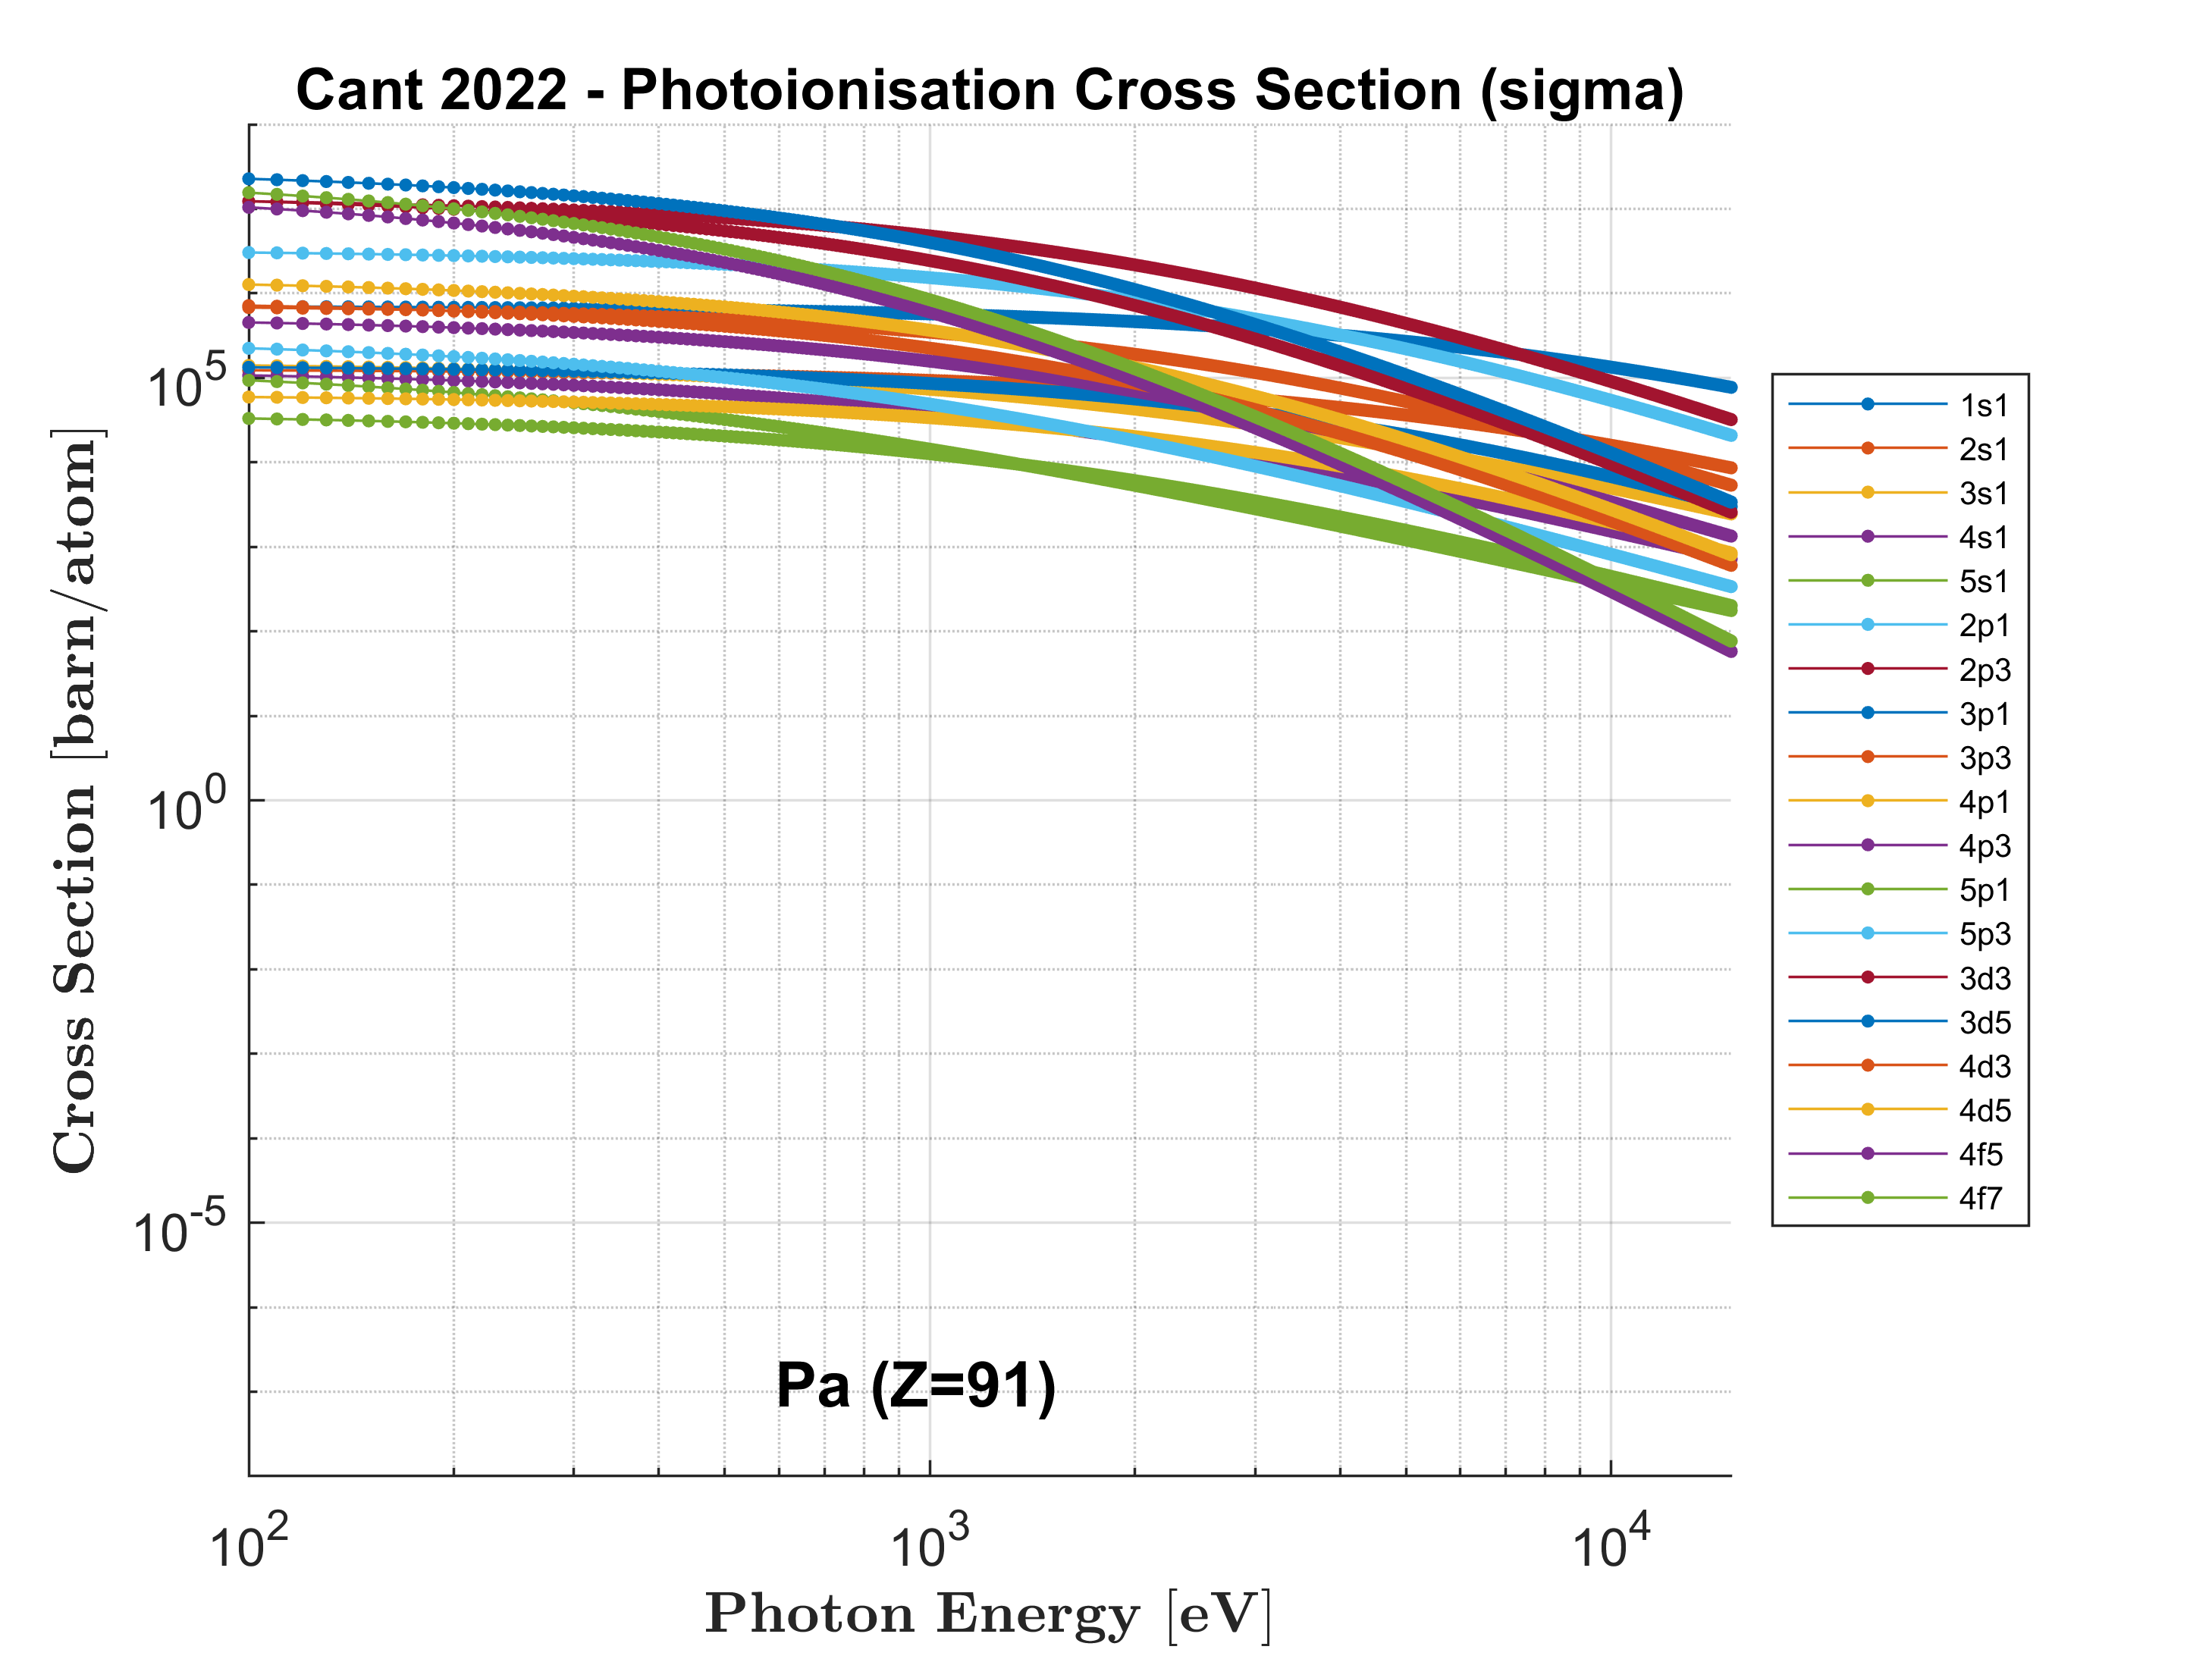 Cant 2022 - Photoionisation Cross Section (sigma)
Cross Section [barn/atom]
10^5
10^0
10^-5
Pa (Z=91)
10^2
10^3
10^4
Photon Energy [eV]
1s1
2s1
3s1
4s1
5s1
2p1
2p3
3p1
3p3
4p1
4p3
5p1
5p3
3d3
3d5
4d3
4d5
4f5
4f7